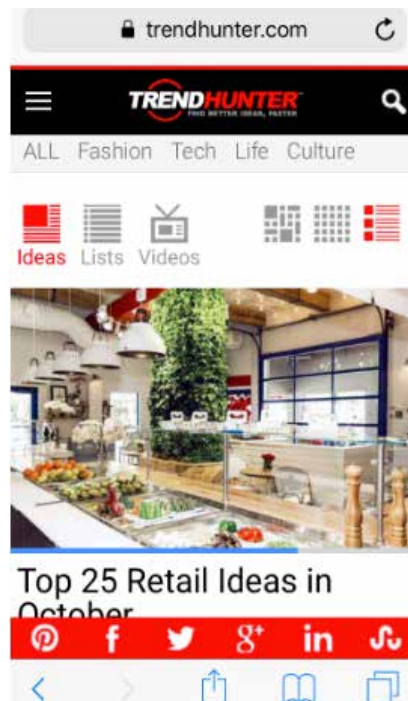 trendhunter.com
TRENDHUNTER
FIND BETTER IDEAS, FASTER
ALL Fashion Tech Life Culture
Ideas Lists Videos
Top 25 Retail Ideas in
October